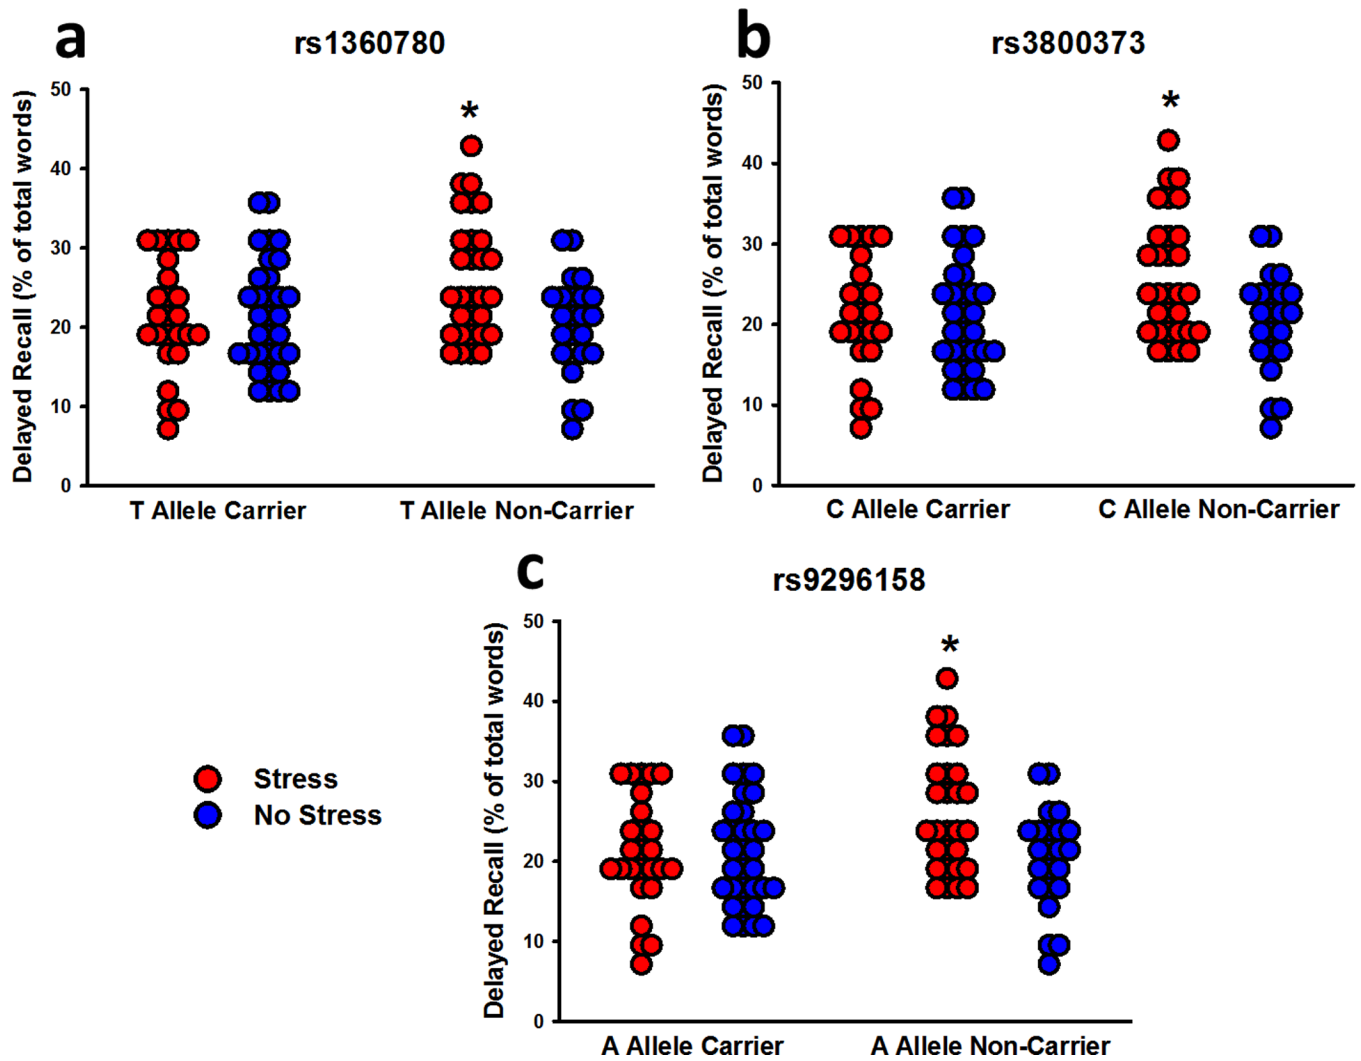 a
rs1360780
Delayed Recall (% of total words)
50
40
30
20
10
0
*
T Allele Carrier
T Allele Non-Carrier
b
rs3800373
Delayed Recall (% of total words)
50
40
30
20
10
0
*
C Allele Carrier
C Allele Non-Carrier
c
rs9296158
Delayed Recall (% of total words)
50
40
30
20
10
0
*
A Allele Carrier
A Allele Non-Carrier
Stress
No Stress